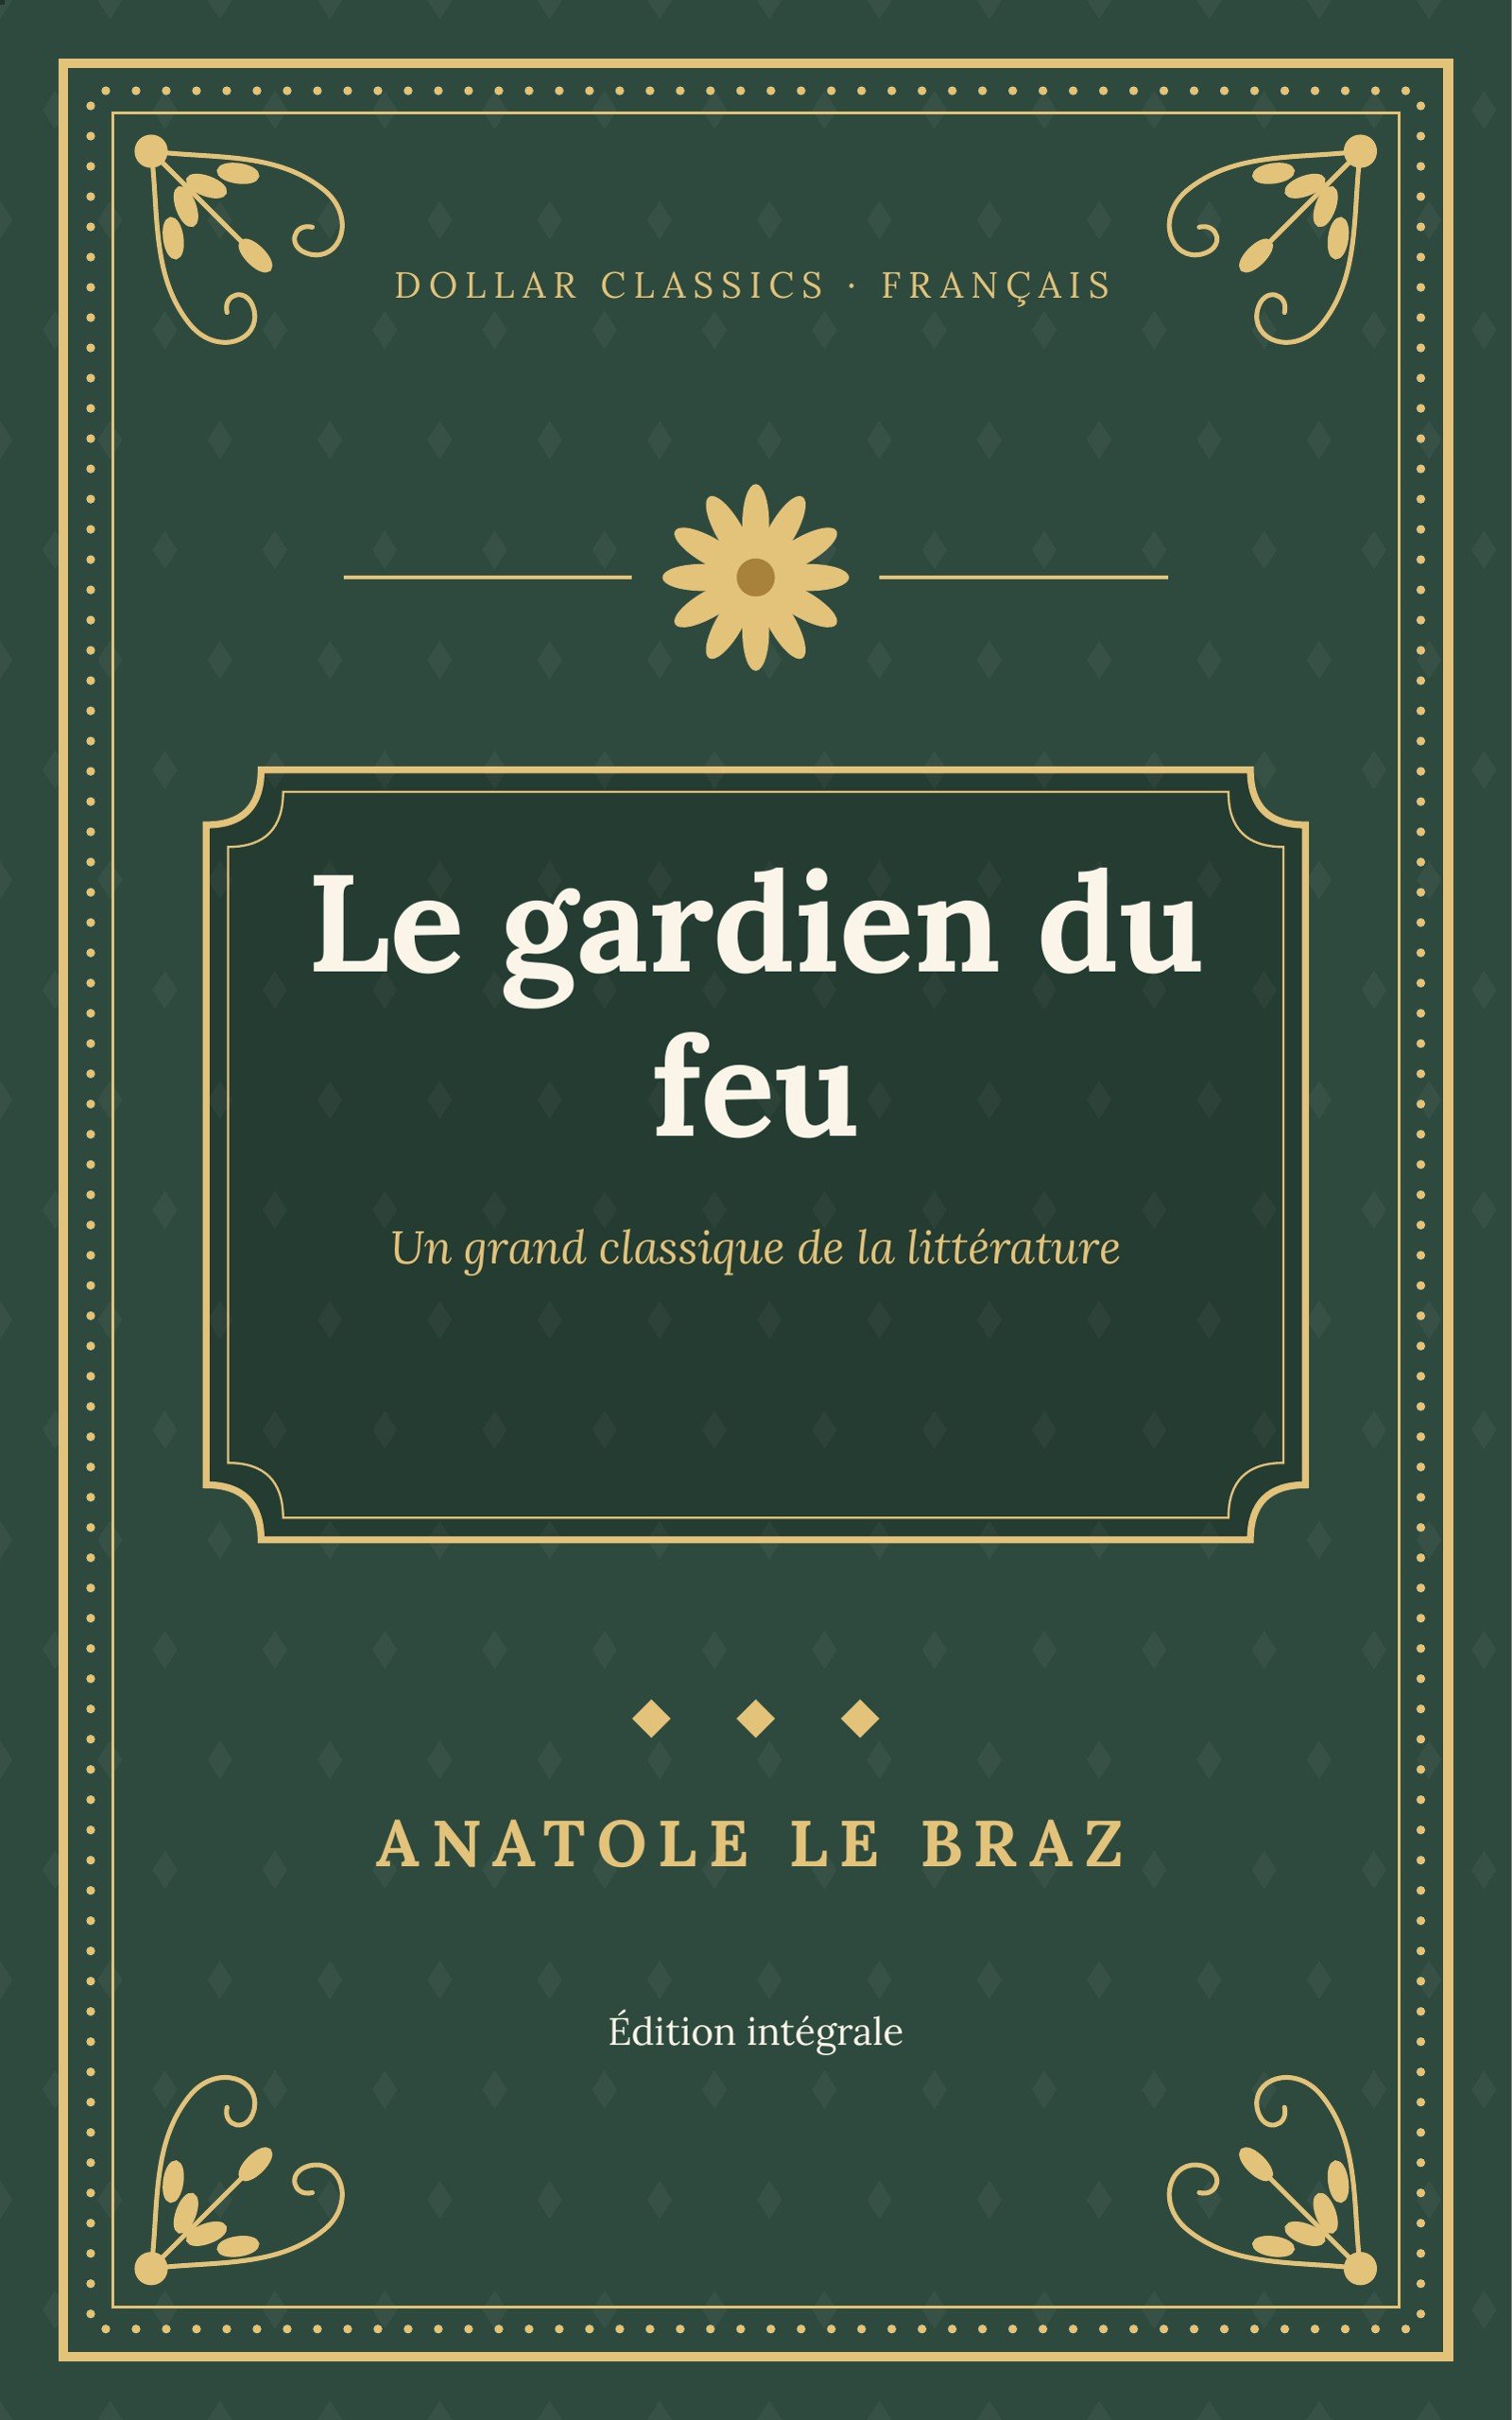 DOLLAR CLASSICS · FRANÇAIS
Le gardien du
feu
Un grand classique de la littérature
ANATOLE LE BRAZ
Édition intégrale